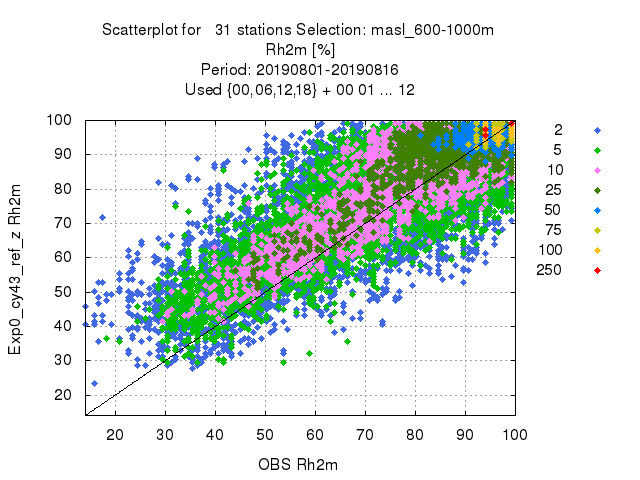 Scatterplot for 31 stations Selection: masl_600-1000m
Rh2m [%]
Period: 20190801-20190816
Used {00,06,12,18} + 00 01 ... 12
Exp0_cy43_ref_z Rh2m
100
90
80
70
60
50
40
30
20
20 30 40 50 60 70 80 90 100
OBS Rh2m
2
5
10
25
50
75
100
250